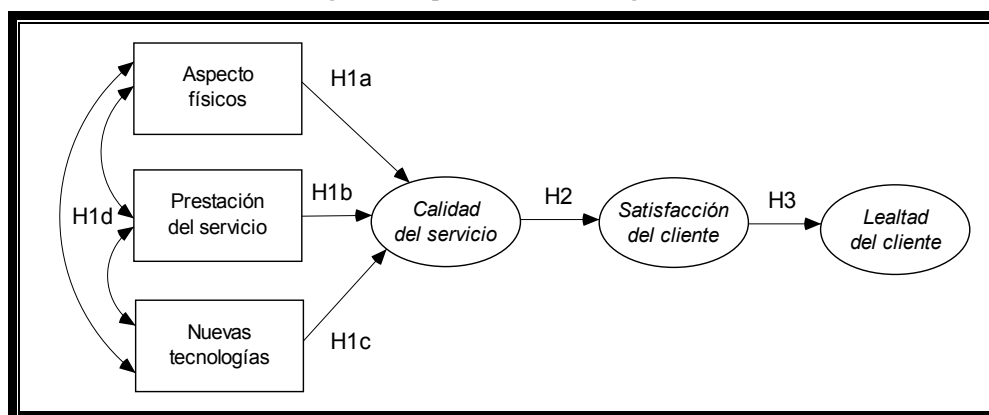 Aspecto
físicos
H1a
Prestación
del servicio
H1b
H1d
Nuevas
tecnologías
H1c
Calidad
del servicio
H2
Satisfacción
del cliente
H3
Lealtad
del cliente